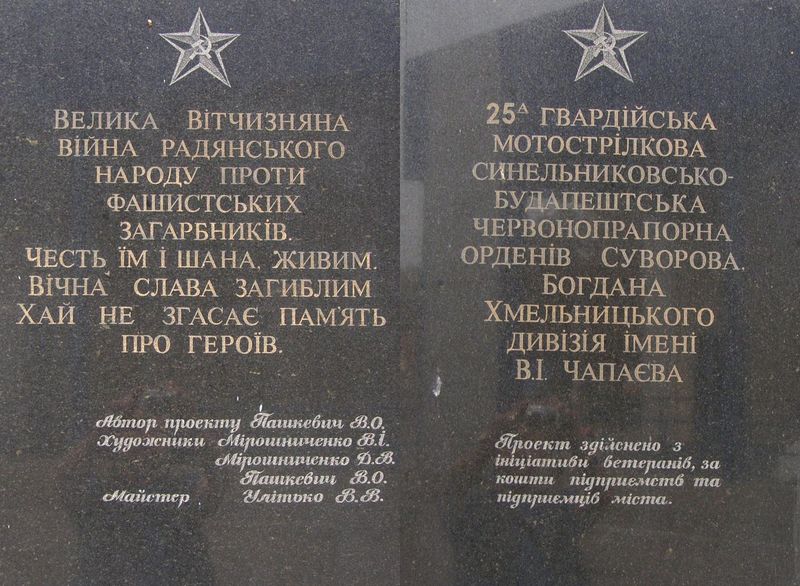 ВЕЛИКА ВІТЧИЗНЯНА
ВІЙНА РАДЯНСЬКОГО
НАРОДУ ПРОТИ
ФАШИСТСЬКИХ
ЗАГАРБНИКІВ.
ЧЕСТЬ ЇМ І ШАНА, ЖИВИМ.
ВІЧНА СЛАВА ЗАГИБЛИМ
ХАЙ НЕ ЗГАСАЄ ПАМ'ЯТЬ
ПРО ГЕРОЇВ.
Автор проекту Пашкевич В.О.
Художники Мірошниченко В.І.
Мірошниченко Д.В.
Пашкевич В.О.
Майстер Улітько В.В.
25А ГВАРДІЙСЬКА
МОТОСТРІЛКОВА
СИНЕЛЬНИКОВСЬКО-
БУДАПЕШТСЬКА
ЧЕРВОНОПРАПОРНА
ОРДЕНІВ СУВОРОВА,
БОГДАНА
ХМЕЛЬНИЦЬКОГО
ДИВІЗІЯ ІМЕНІ
В.І. ЧАПАЄВА
Проект здійснено з
ініціативи ветеранів, за
кошти підприємств та
підприємців міста.